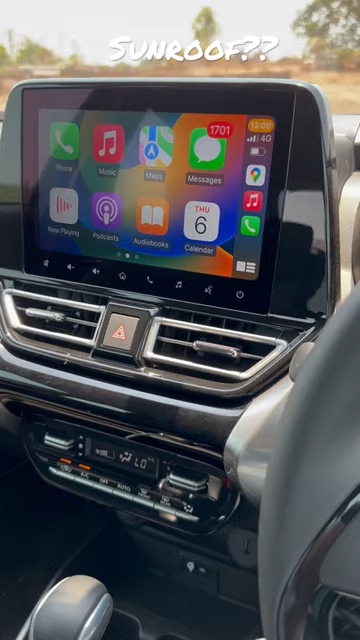 Sunroof??
1701
12:00
4G
Phone
Music
Maps
Messages
THU
6
Now Playing
Podcasts
Audiobooks
Calendar
LO
A/C
OFF
AUTO